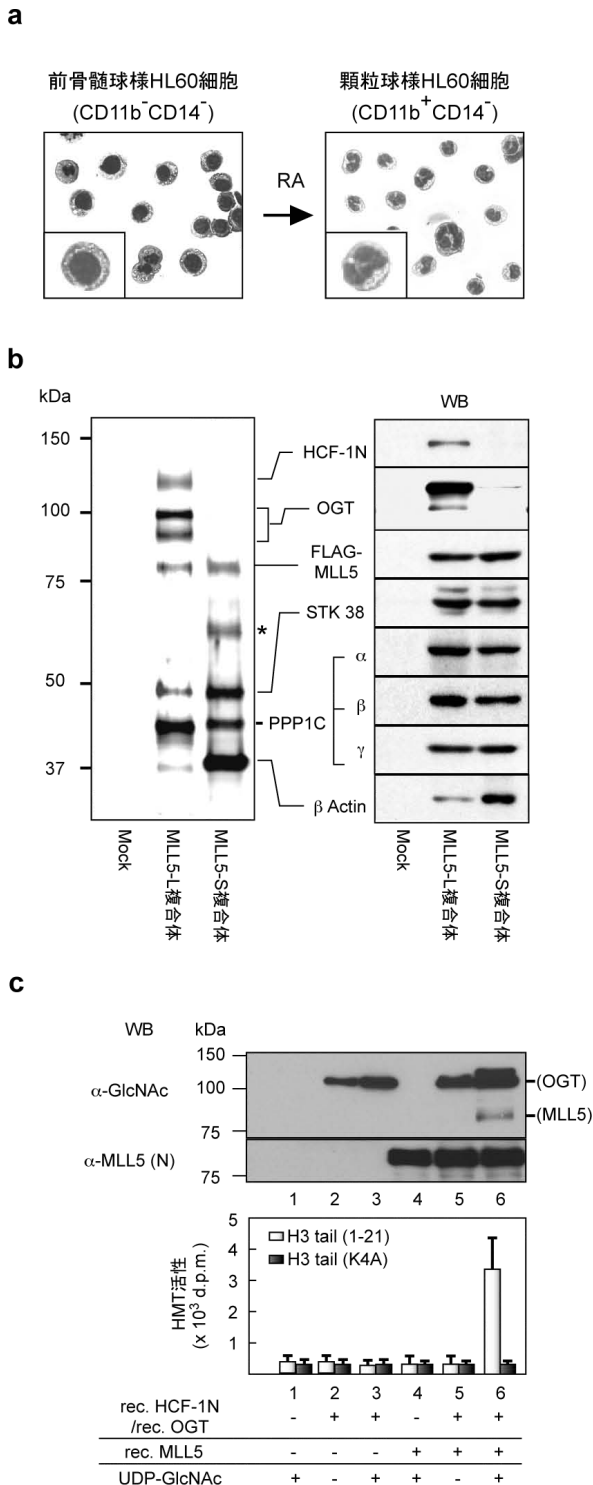 a
前骨髄球様HL60細胞
(CD11b-CD14-)
顆粒球様HL60細胞
(CD11b+CD14-)
RA
b
kDa
150
100
75
50
37
HCF-1N
OGT
FLAG-
MLL5
STK 38
*
α
β
PPP1C
γ
β Actin
WB
Mock
MLL5-L複合体
MLL5-S複合体
Mock
MLL5-L複合体
MLL5-S複合体
c
WB
kDa
α-GlcNAc
150
100
75
(OGT)
(MLL5)
α-MLL5 (N)
75
1 2 3 4 5 6
HMT活性
(x 10³ d.p.m.)
5
4
3
2
1
H3 tail (1-21)
H3 tail (K4A)
1 2 3 4 5 6
rec. HCF-1N
/rec. OGT - + + - + +
rec. MLL5 - - - + + +
UDP-GlcNAc + - + + - +